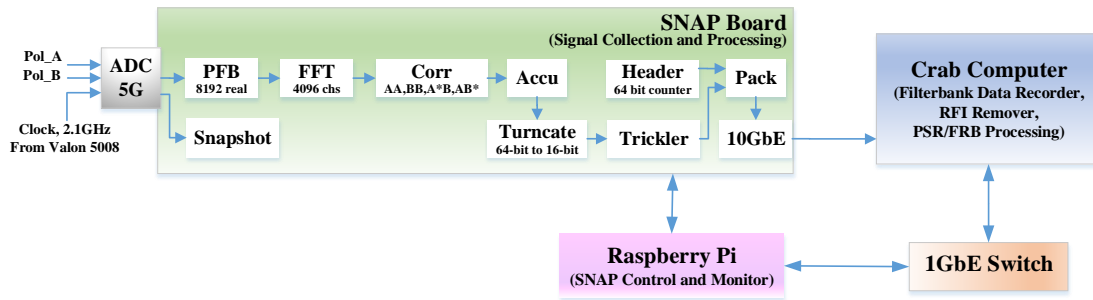 SNAP Board
(Signal Collection and Processing)
Pol_A
Pol_B
Clock, 2.1GHz
From Valon 5008
ADC
5G
PFB
8192 real
FFT
4096 chs
Corr
AA,BB,A*B,AB*
Accu
Header
64 bit counter
Pack
Snapshot
Turncate
64-bit to 16-bit
Trickler
10GbE
Crab Computer
(Filterbank Data Recorder,
RFI Remover,
PSR/FRB Processing)
Raspberry Pi
(SNAP Control and Monitor)
1GbE Switch